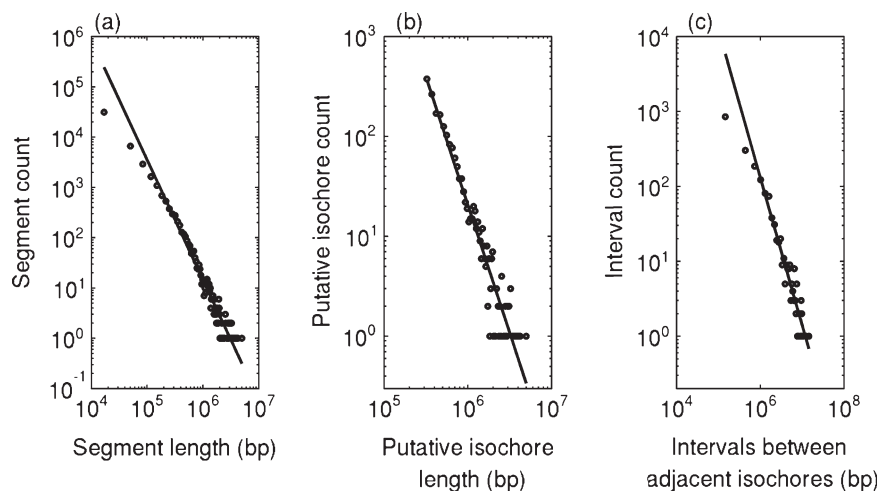 (a)
10^6
10^5
10^4
10^3
10^2
10^1
10^0
10^-1
Segment count
10^4 10^5 10^6 10^7
Segment length (bp)
(b)
10^3
10^2
10^1
10^0
Putative isochore count
10^5 10^6 10^7
Putative isochore
length (bp)
(c)
10^4
10^3
10^2
10^1
10^0
Interval count
10^4 10^6 10^8
Intervals between
adjacent isochores (bp)